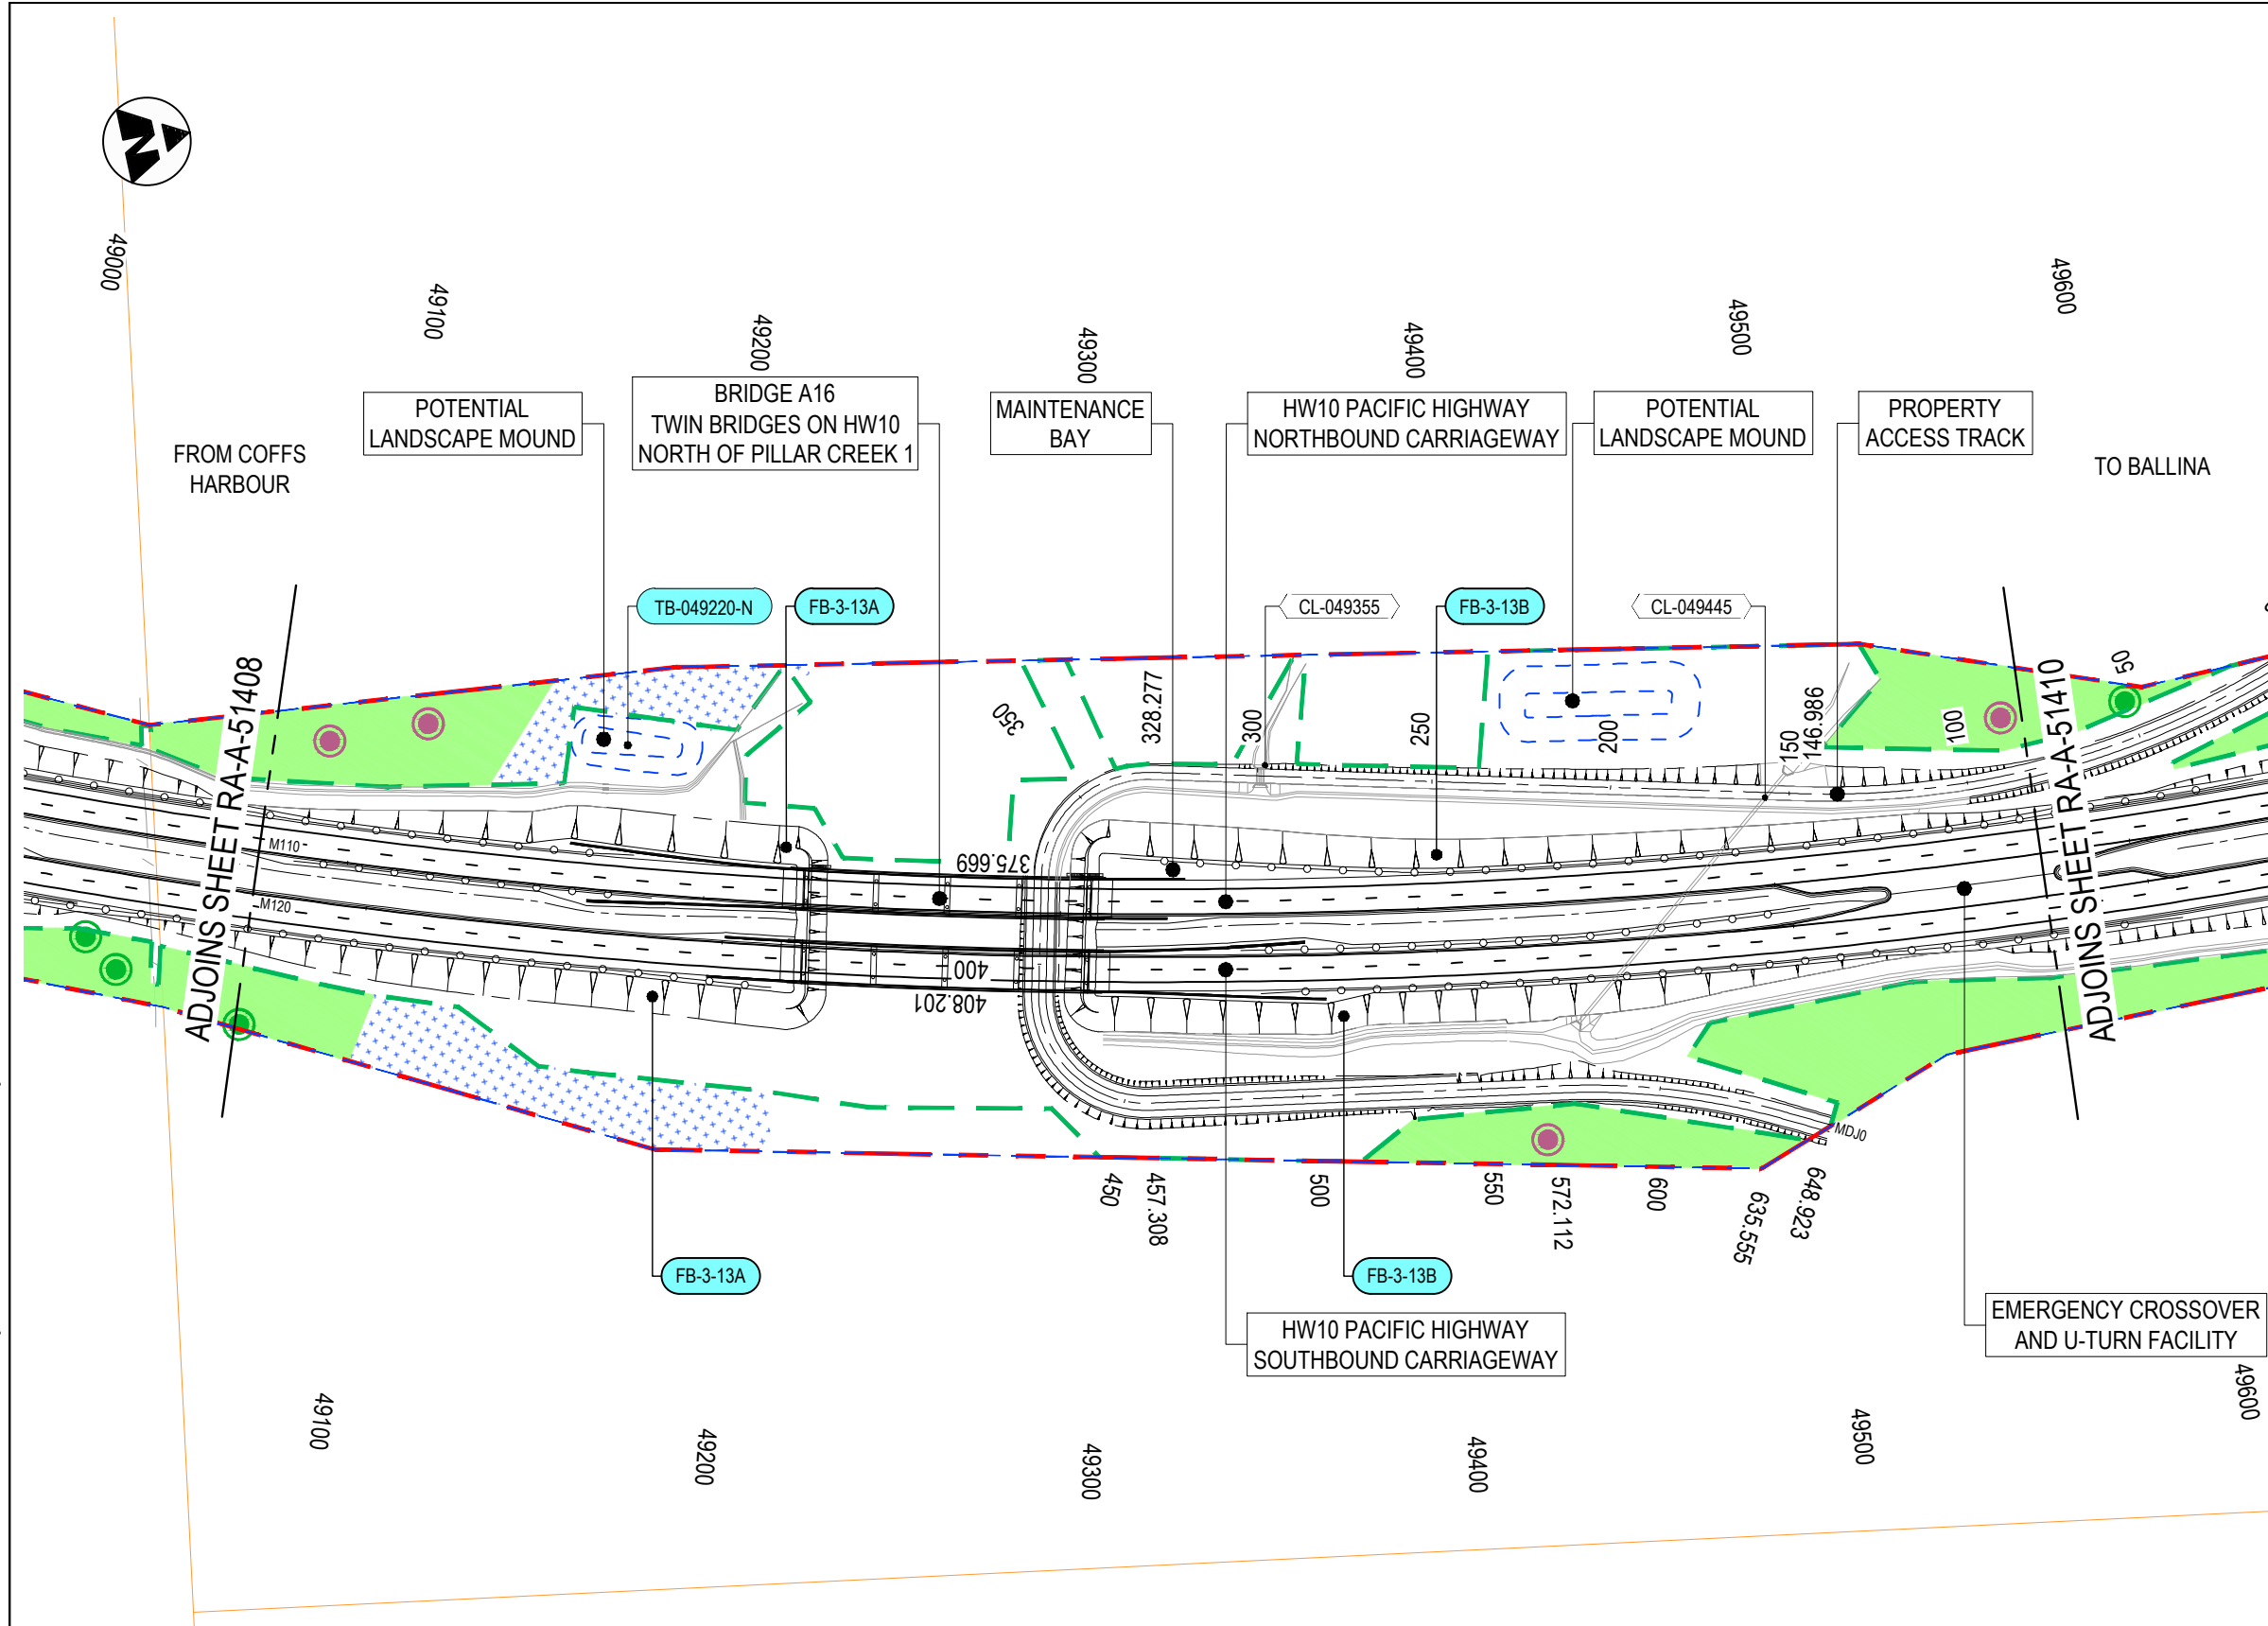 N
49000
49100
49200
49300
49400
49500
49600
FROM COFFS
HARBOUR
POTENTIAL
LANDSCAPE MOUND
BRIDGE A16
TWIN BRIDGES ON HW10
NORTH OF PILLAR CREEK 1
MAINTENANCE
BAY
HW10 PACIFIC HIGHWAY
NORTHBOUND CARRIAGEWAY
POTENTIAL
LANDSCAPE MOUND
PROPERTY
ACCESS TRACK
TO BALLINA
TB-049220-N
FB-3-13A
CL-049355
FB-3-13B
CL-049445
ADJOINS SHEET RA-A-51408
ADJOINS SHEET RA-A-51410
350
328.277
300
250
200
150
146.986
100
50
M110
M120
375.669
400
408.201
MDJ0
450
457.308
500
550
572.112
600
635.555
648.923
FB-3-13A
FB-3-13B
HW10 PACIFIC HIGHWAY
SOUTHBOUND CARRIAGEWAY
EMERGENCY CROSSOVER
AND U-TURN FACILITY
49100
49200
49300
49400
49500
49600